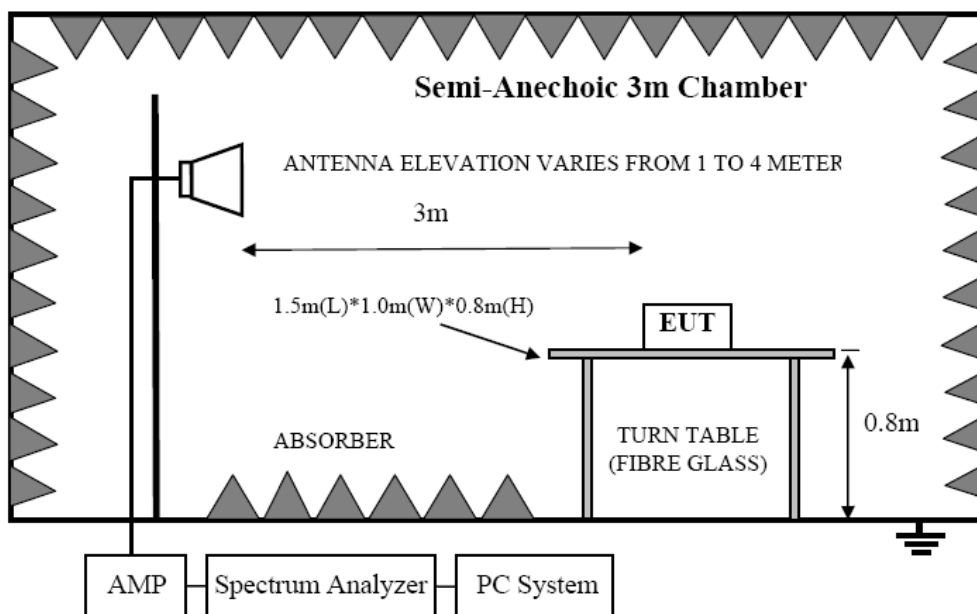 Semi-Anechoic 3m Chamber
ANTENNA ELEVATION VARIES FROM 1 TO 4 METER
3m
1.5m(L)*1.0m(W)*0.8m(H)
EUT
0.8m
ABSORBER
TURN TABLE
(FIBRE GLASS)
AMP
Spectrum Analyzer
PC System